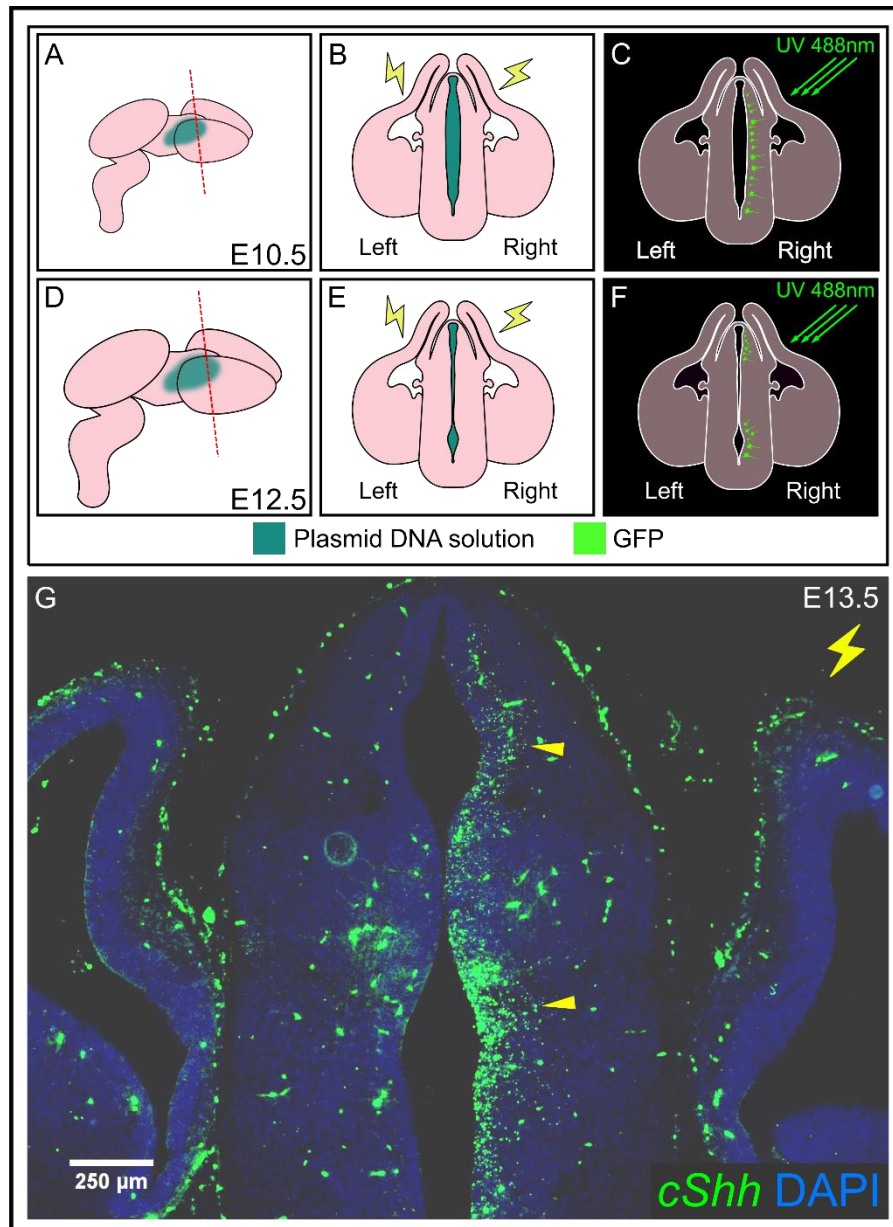 A
E10.5
B
Left Right
C
UV 488nm
Left Right
D
E12.5
E
Left Right
F
UV 488nm
Left Right
Plasmid DNA solution GFP
G
E13.5
250 µm
cShh DAPI